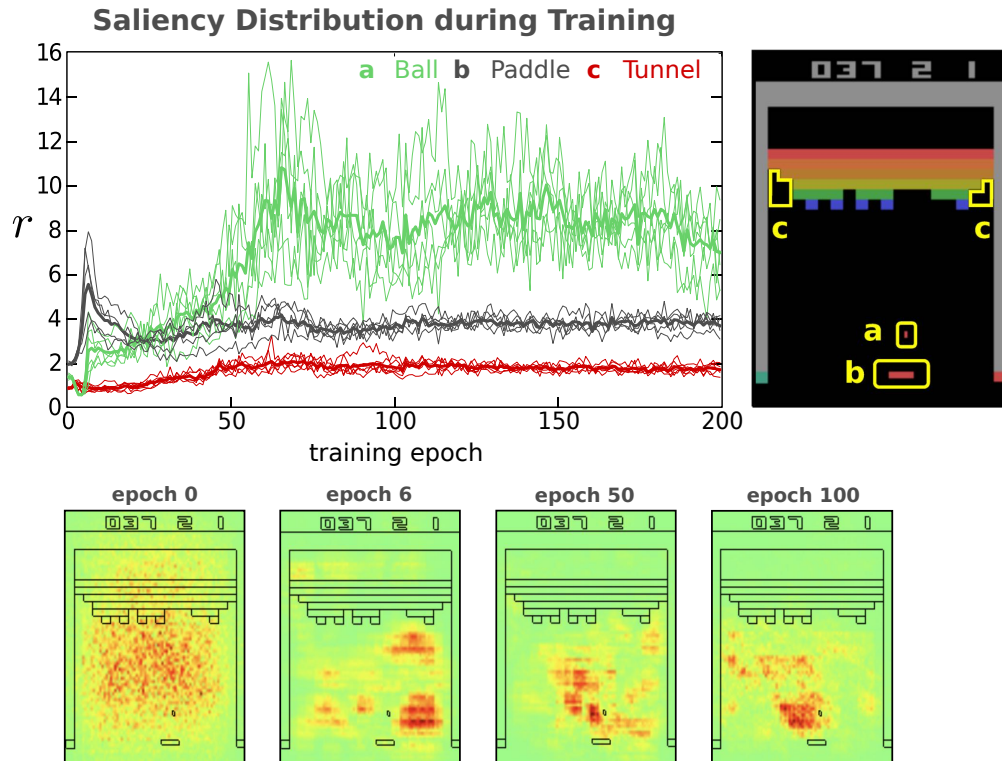 Saliency Distribution during Training
16
14
12
10
8
6
4
2
0
r
a Ball b Paddle c Tunnel
0 50 100 150 200
training epoch
037 2 1
c c
a
b
epoch 0 epoch 6 epoch 50 epoch 100
037 2 1 037 2 1 037 2 1 037 2 1